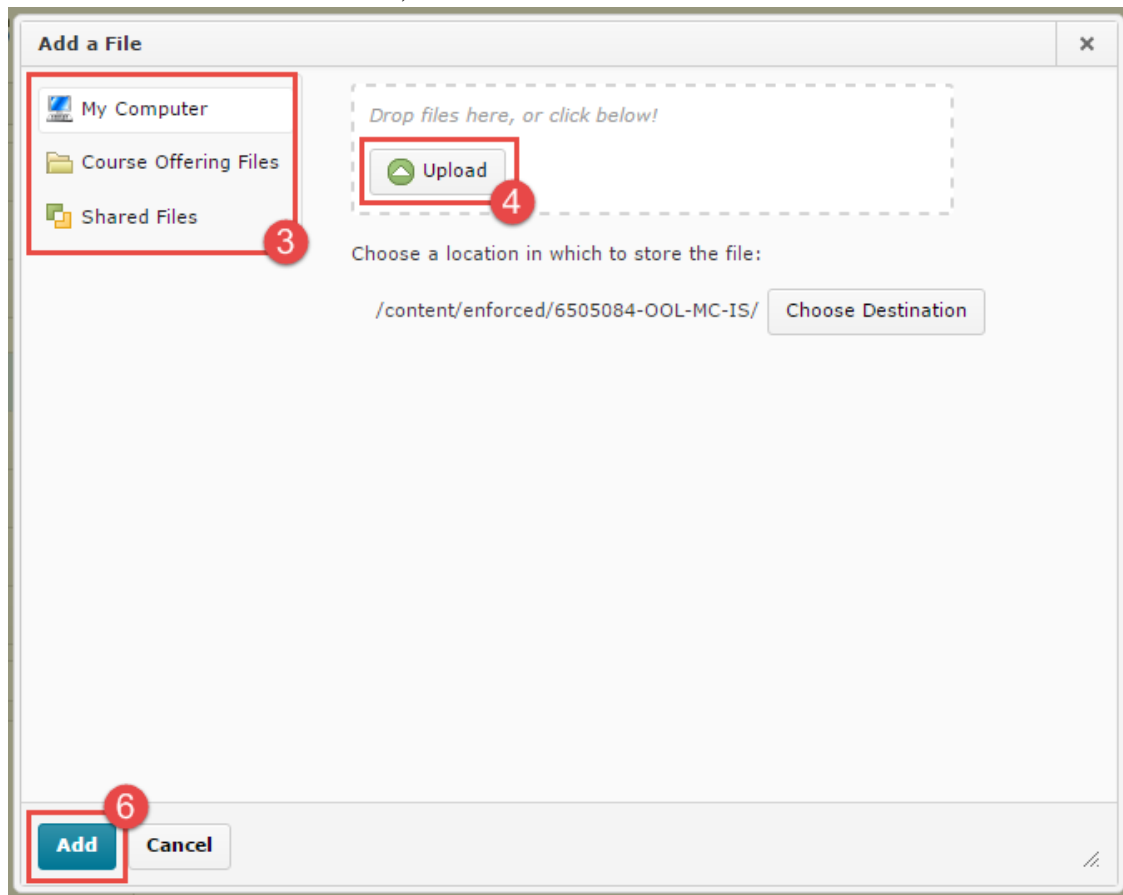 Add a File
×
My Computer
Course Offering Files
Shared Files
3
Drop files here, or click below!
Upload
4
Choose a location in which to store the file:
/content/enforced/6505084-OOL-MC-IS/ Choose Destination
6
Add Cancel